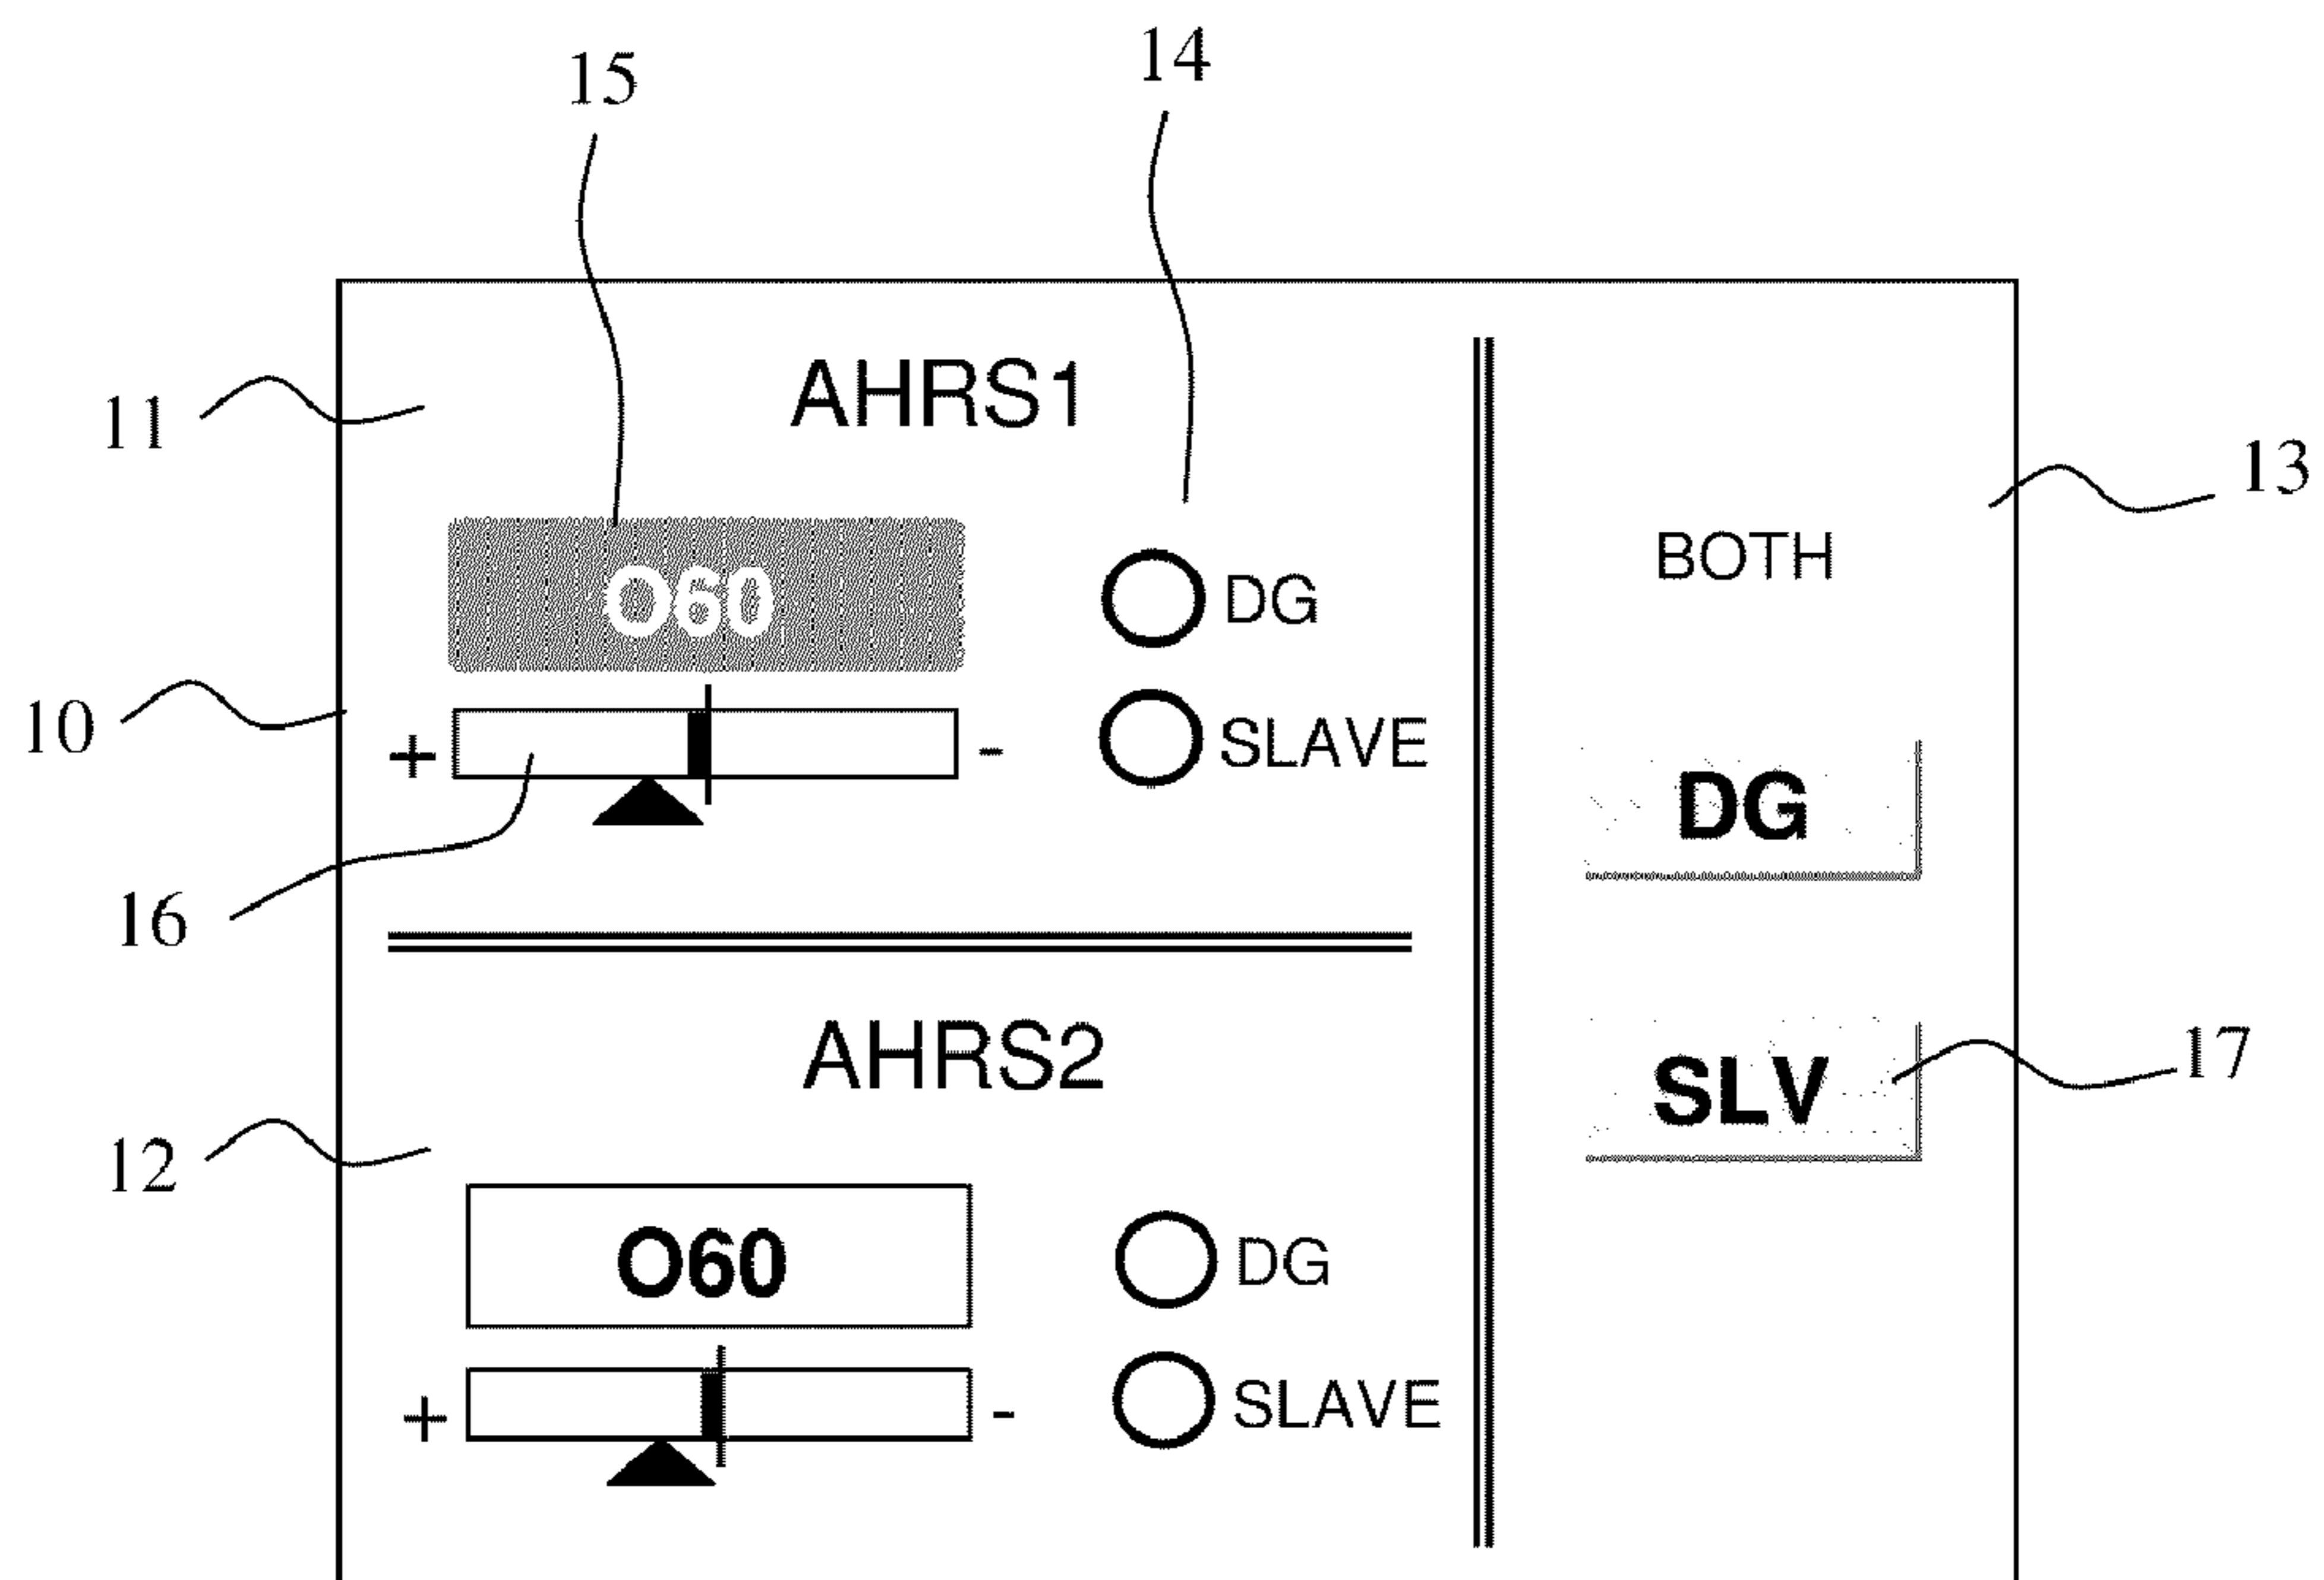 15
14
AHRS1
11
13
BOTH
O60
DG
10
+
-
SLAVE
DG
16
AHRS2
SLV
17
12
O60
DG
+
-
SLAVE